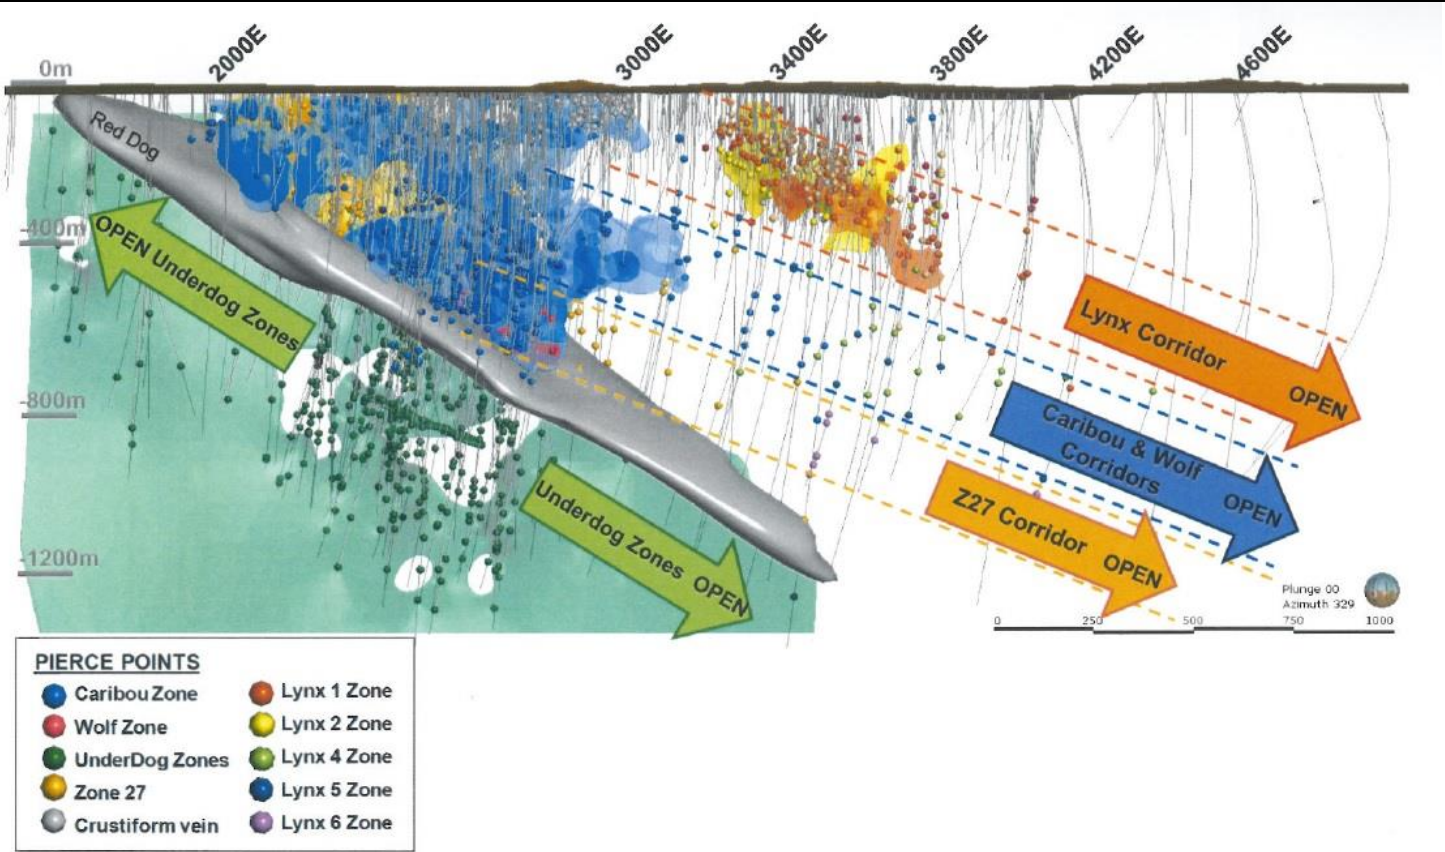 2000E
3000E
3400E
3800E
4200E
4600E
0m
Red Dog
-400m
OPEN Underdog Zones
Lynx Corridor OPEN
-800m
Caribou & Wolf
Corridors OPEN
Z27 Corridor OPEN
Underdog Zones OPEN
-1200m
Plunge 00
Azimuth 329
0 250 500 750 1000
PIERCE POINTS
Caribou Zone
Wolf Zone
UnderDog Zones
Zone 27
Crustiform vein
Lynx 1 Zone
Lynx 2 Zone
Lynx 4 Zone
Lynx 5 Zone
Lynx 6 Zone